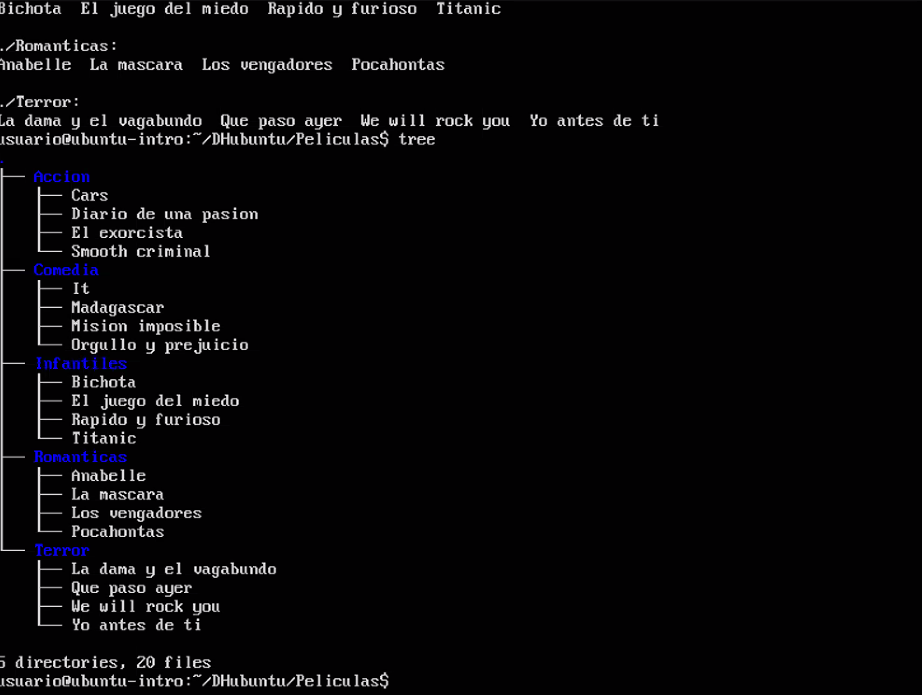 Bichota  El juego del miedo  Rapido y furioso  Titanic
./Romanticas:
Anabelle  La mascara  Los vengadores  Pocahontas
./Terror:
La dama y el vagabundo  Que paso ayer  We will rock you  Yo antes de ti
usuario@ubuntu-intro:~/DHubuntu/Peliculas$ tree
.
├── Accion
│   ├── Cars
│   ├── Diario de una pasion
│   ├── El exorcista
│   └── Smooth criminal
├── Comedia
│   ├── It
│   ├── Madagascar
│   ├── Mision imposible
│   └── Orgullo y prejuicio
├── Infantiles
│   ├── Bichota
│   ├── El juego del miedo
│   ├── Rapido y furioso
│   └── Titanic
├── Romanticas
│   ├── Anabelle
│   ├── La mascara
│   ├── Los vengadores
│   └── Pocahontas
└── Terror
    ├── La dama y el vagabundo
    ├── Que paso ayer
    ├── We will rock you
    └── Yo antes de ti
5 directories, 20 files
usuario@ubuntu-intro:~/DHubuntu/Peliculas$